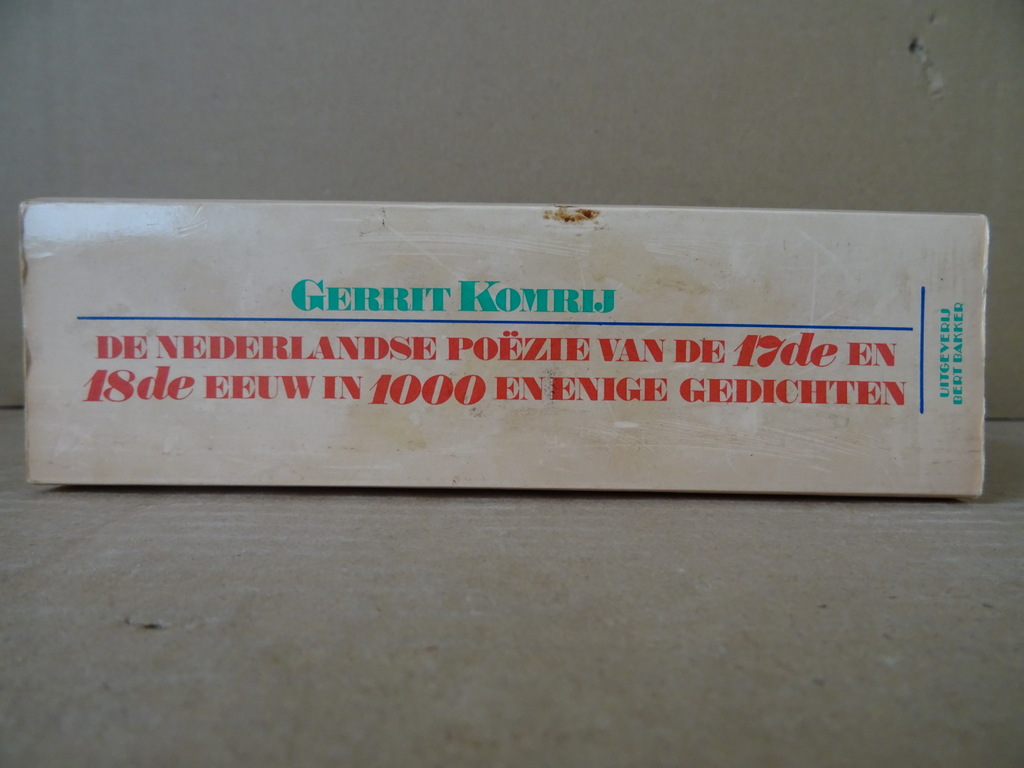 GERRIT KOMRIJ
DE NEDERLANDSE POËZIE VAN DE 17de EN
18de EEUW IN 1000 EN ENIGE GEDICHTEN
UITGEVERIJ
BERT BAKKER